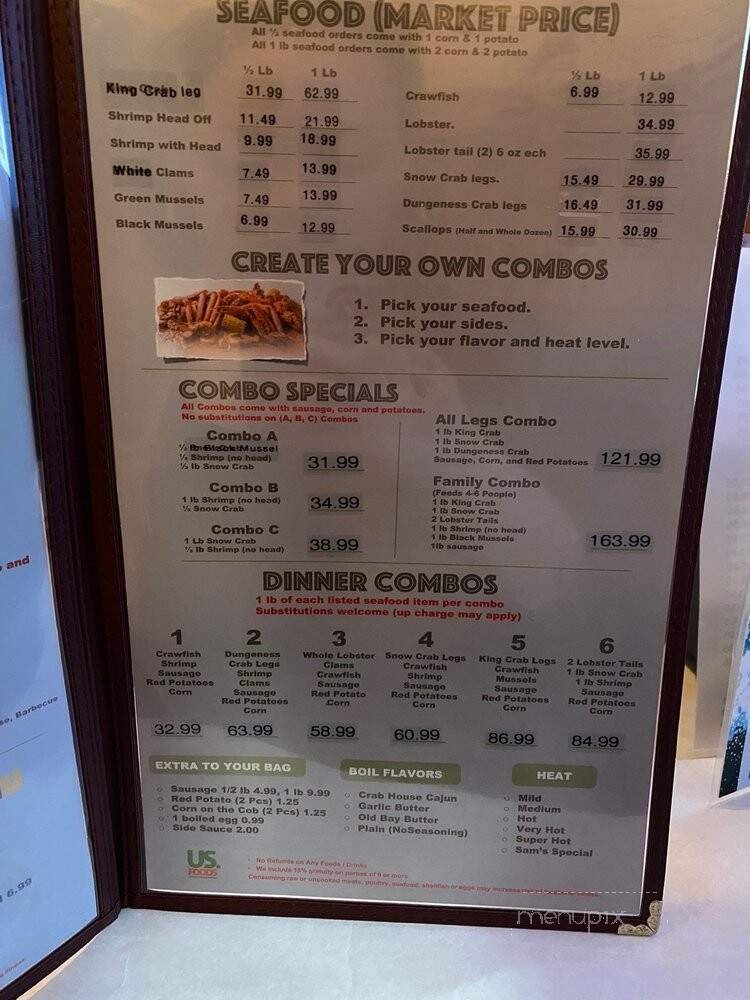 SEAFOOD (MARKET PRICE)
All ½ seafood orders come with 1 corn & 1 potato
All 1 lb seafood orders come with 2 corn & 2 potato
½ Lb 1 Lb
King Crab leg 31.99 62.99
Shrimp Head Off 11.49 21.99
Shrimp with Head 9.99 18.99
White Clams 7.49 13.99
Green Mussels 7.49 13.99
Black Mussels 6.99 12.99
½ Lb 1 Lb
Crawfish 6.99 12.99
Lobster. 34.99
Lobster tail (2) 6 oz ech 35.99
Snow Crab legs. 15.49 29.99
Dungeness Crab legs 16.49 31.99
Scallops (Half and Whole Dozen) 15.99 30.99
CREATE YOUR OWN COMBOS
1. Pick your seafood.
2. Pick your sides.
3. Pick your flavor and heat level.
COMBO SPECIALS
All Combos come with sausage, corn and potatoes.
No substitutions on (A, B, C) Combos
Combo A
Black Mussel
½ Shrimp (no head)
½ lb Snow Crab
31.99
Combo B
1 lb Shrimp (no head)
½ Snow Crab
34.99
Combo C
1 Lb Snow Crab
½ lb Shrimp (no head)
38.99
All Legs Combo
1 lb King Crab
1 lb Snow Crab
1 lb Dungeness Crab
Sausage, Corn, and Red Potatoes
121.99
Family Combo
(Feeds 4-6 People)
1 lb King Crab
1 lb Snow Crab
2 Lobster Tails
1 lb Shrimp (no head)
1 lb Black Mussels
1lb sausage
163.99
DINNER COMBOS
1 lb of each listed seafood item per combo
Substitutions welcome (up charge may apply)
1
Crawfish
Shrimp
Sausage
Red Potatoes
Corn
32.99
2
Dungeness
Crab Legs
Shrimp
Clams
Sausage
Red Potatoes
Corn
63.99
3
Whole Lobster
Clams
Crawfish
Sausage
Red Potato
.Corn
58.99
4
Snow Crab Legs
Crawfish
Shrimp
Sausage
Red Potatoes
Corn
60.99
5
King Crab Legs
Crawfish
Mussels
Sausage
Red Potatoes
Corn
86.99
6
2 Lobster Tails
1 lb Snow Crab
1 lb Shrimp
Sausage
Red Potatoes
Corn
84.99
EXTRA TO YOUR BAG
Sausage 1/2 lb 4.99, 1 lb 9.99
Red Potato (2 Pcs) 1.25
Corn on the Cob (2 Pcs) 1.25
1 boiled egg 0.99
Side Sauce 2.00
BOIL FLAVORS
Crab House Cajun
Garlic Butter
Old Bay Butter
Plain (NoSeasoning)
HEAT
Mild
Medium
Hot
Very Hot
Super Hot
Sam's Special
US.
FOODS
No Refunds on Any Foods / Drinks
We include 18% gratuity on parties of 6 or more
Consuming raw or uncooked meats, poultry, seafood, shellfish or eggs may increase
and
se, Barbecue
6.99
menupix